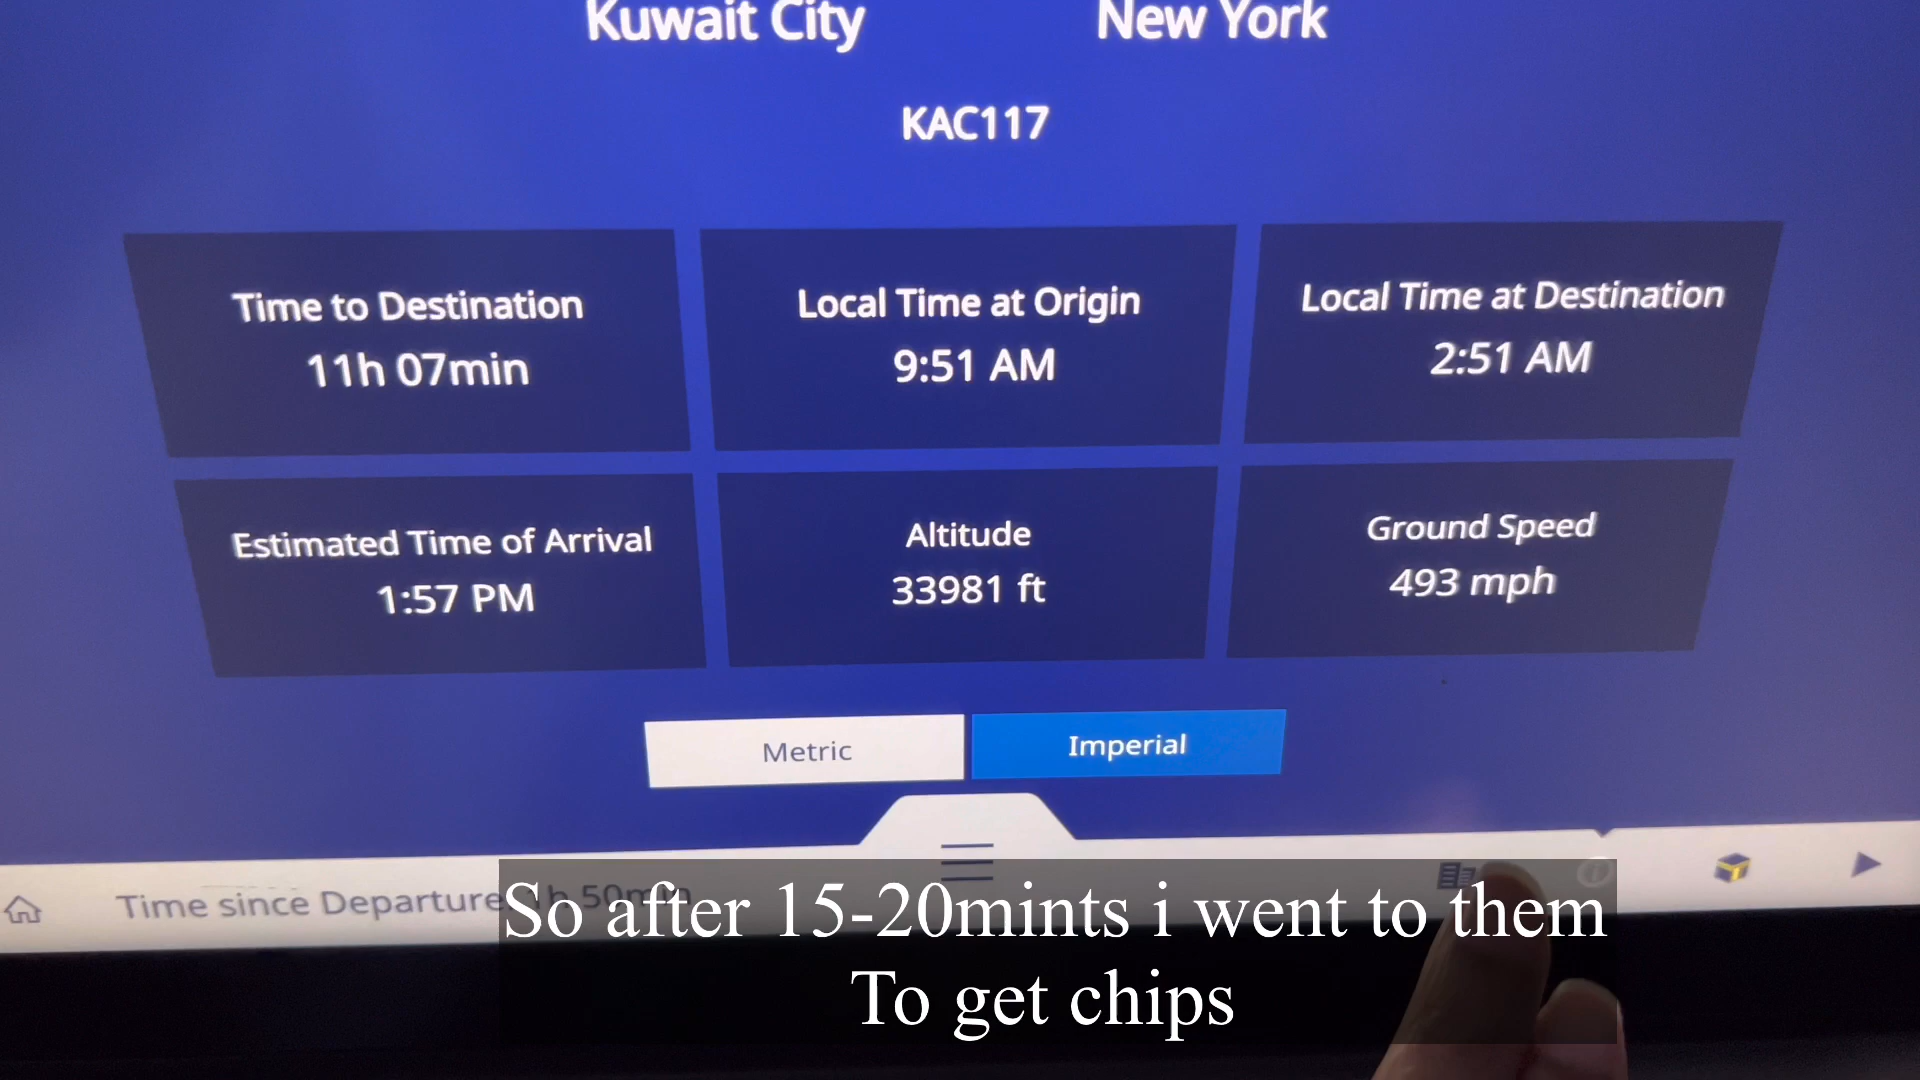 Kuwait City New York
KAC117
Time to Destination
11h 07min
Local Time at Origin
9:51 AM
Local Time at Destination
2:51 AM
Estimated Time of Arrival
1:57 PM
Altitude
33981 ft
Ground Speed
493 mph
Metric Imperial
Time since Departure 1h 50min
So after 15-20mints i went to them
To get chips